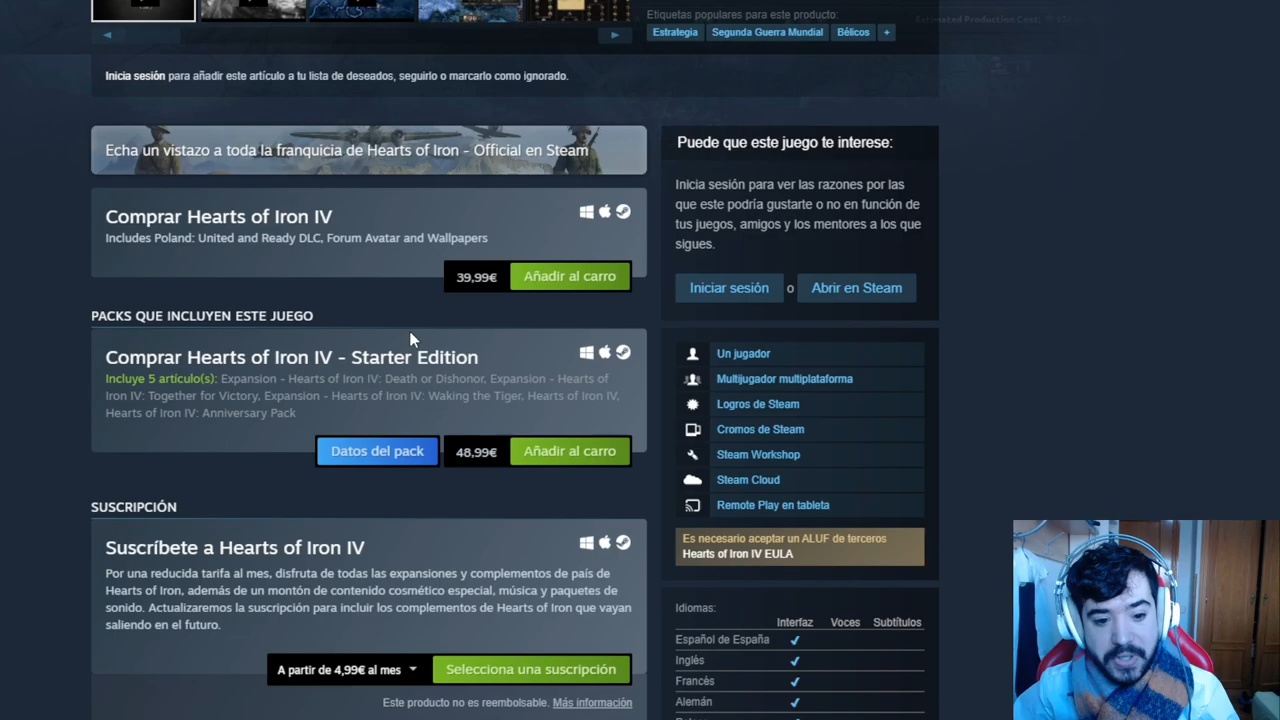 Etiquetas populares para este producto:
Estrategia Segunda Guerra Mundial Bélicos +
Estimated Production Cost:
Inicia sesión para añadir este artículo a tu lista de deseados, seguirlo o marcarlo como ignorado.
Echa un vistazo a toda la franquicia de Hearts of Iron - Official en Steam
Comprar Hearts of Iron IV
Includes Poland: United and Ready DLC, Forum Avatar and Wallpapers
39,99€ Añadir al carro
PACKS QUE INCLUYEN ESTE JUEGO
Comprar Hearts of Iron IV - Starter Edition
Incluye 5 artículo(s): Expansion - Hearts of Iron IV: Death or Dishonor, Expansion - Hearts of
Iron IV: Together for Victory, Expansion - Hearts of Iron IV: Waking the Tiger, Hearts of Iron IV,
Hearts of Iron IV: Anniversary Pack
Datos del pack 48,99€ Añadir al carro
SUSCRIPCIÓN
Suscríbete a Hearts of Iron IV
Por una reducida tarifa al mes, disfruta de todas las expansiones y complementos de país de
Hearts of Iron, además de un montón de contenido cosmético especial, música y paquetes de
sonido. Actualizaremos la suscripción para incluir los complementos de Hearts of Iron que vayan
saliendo en el futuro.
A partir de 4,99€ al mes Selecciona una suscripción
Este producto no es reembolsable. Más información
Puede que este juego te interese:
Inicia sesión para ver las razones por las
que este podría gustarte o no en función de
tus juegos, amigos y los mentores a los que
sigues.
Iniciar sesión o Abrir en Steam
Un jugador
Multijugador multiplataforma
Logros de Steam
Cromos de Steam
Steam Workshop
Steam Cloud
Remote Play en tableta
Es necesario aceptar un ALUF de terceros
Hearts of Iron IV EULA
Idiomas:
Interfaz Voces Subtítulos
Español de España ✔
Inglés ✔
Francés ✔
Alemán ✔